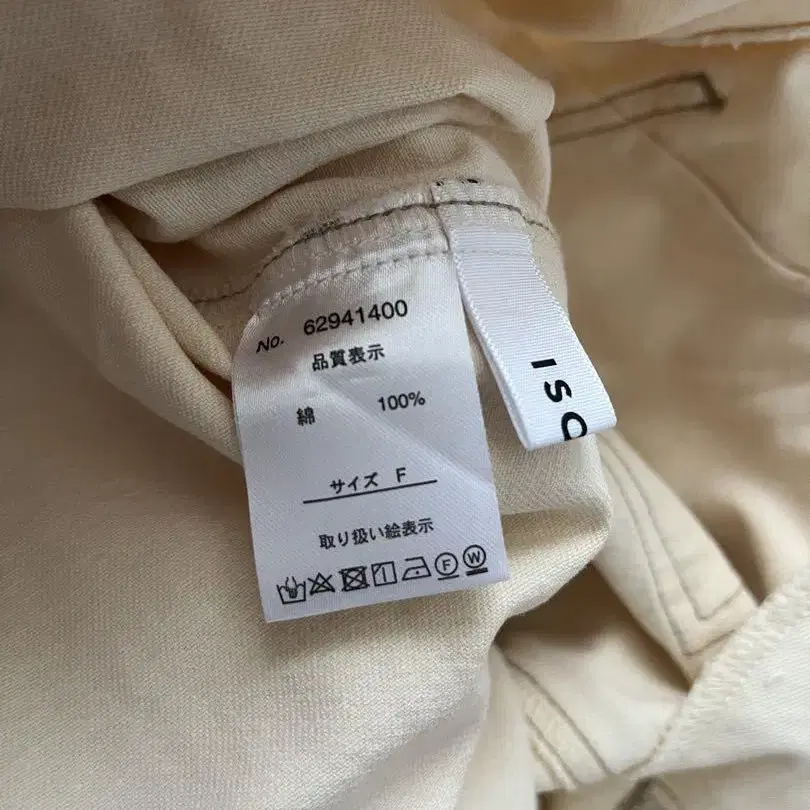 No. 62941400
品質表示
綿 100%
サイズ F
取り扱い絵表示
F W
ISO